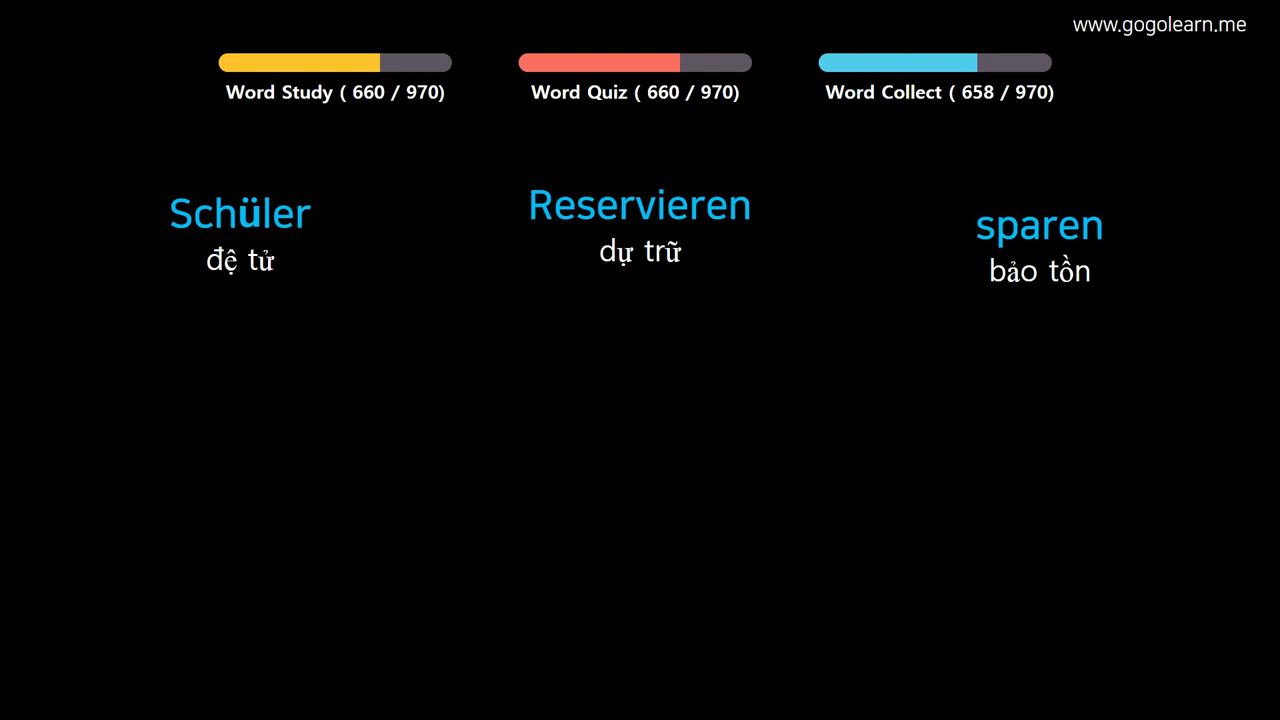 www.gogolearn.me
Word Study ( 660 / 970)
Word Quiz ( 660 / 970)
Word Collect ( 658 / 970)
Schüler
đệ tử
Reservieren
dự trữ
sparen
bảo tồn